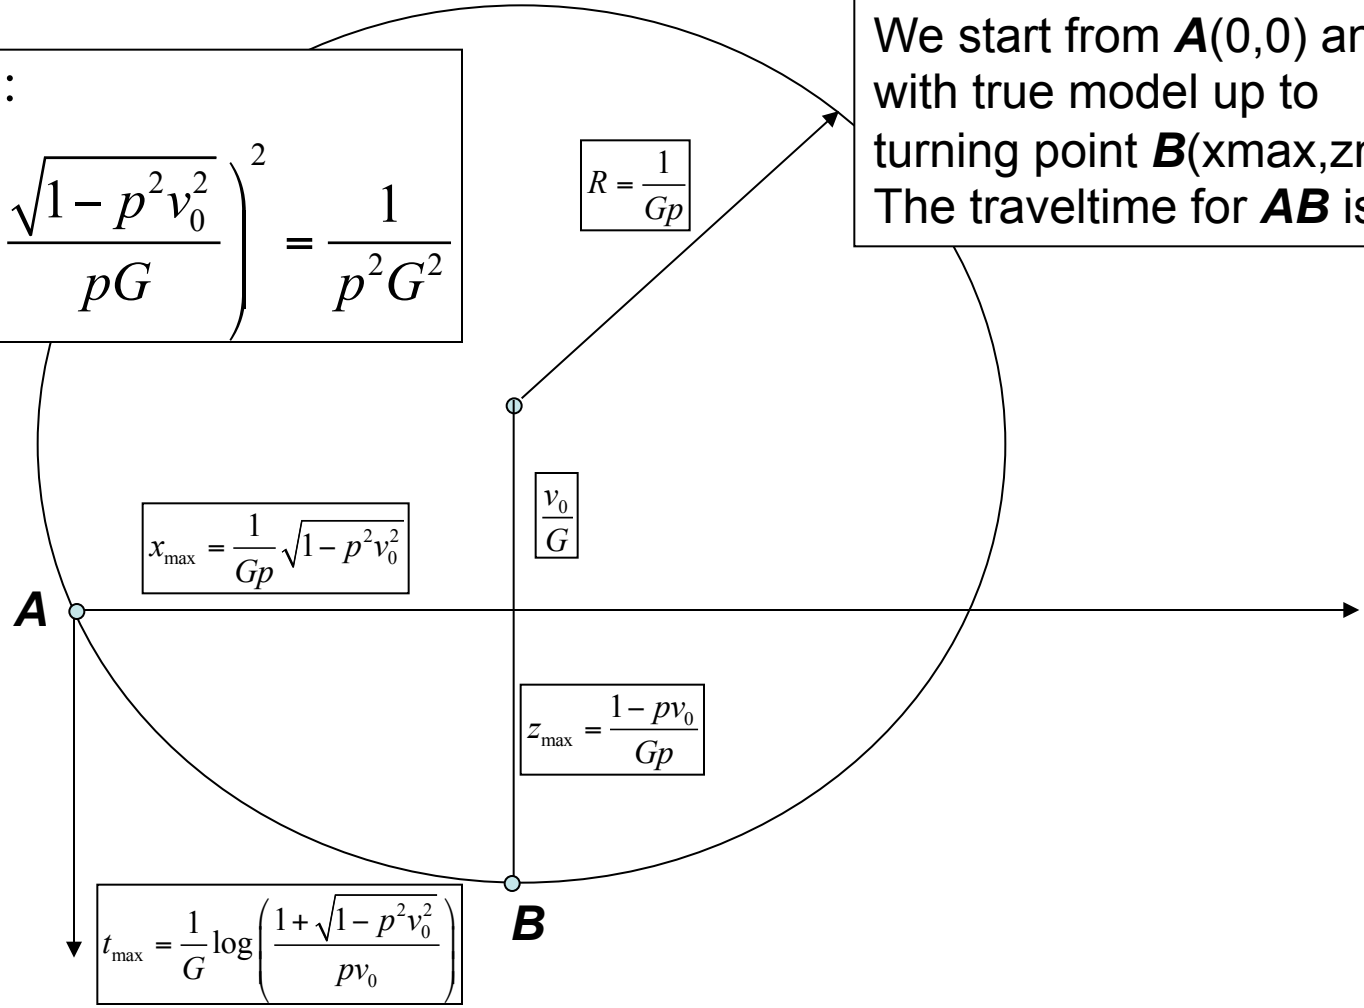 We start from A(0,0) an
with true model up to
turning point B(xmax,z
The traveltime for AB is
:
√(1 − p²v₀²) / pG )² = 1 / p²G²
R = 1 / Gp
v₀ / G
x_max = 1 / Gp √(1 − p²v₀²)
A
z_max = (1 − pv₀) / Gp
B
t_max = 1 / G log( (1 + √(1 − p²v₀²)) / pv₀ )